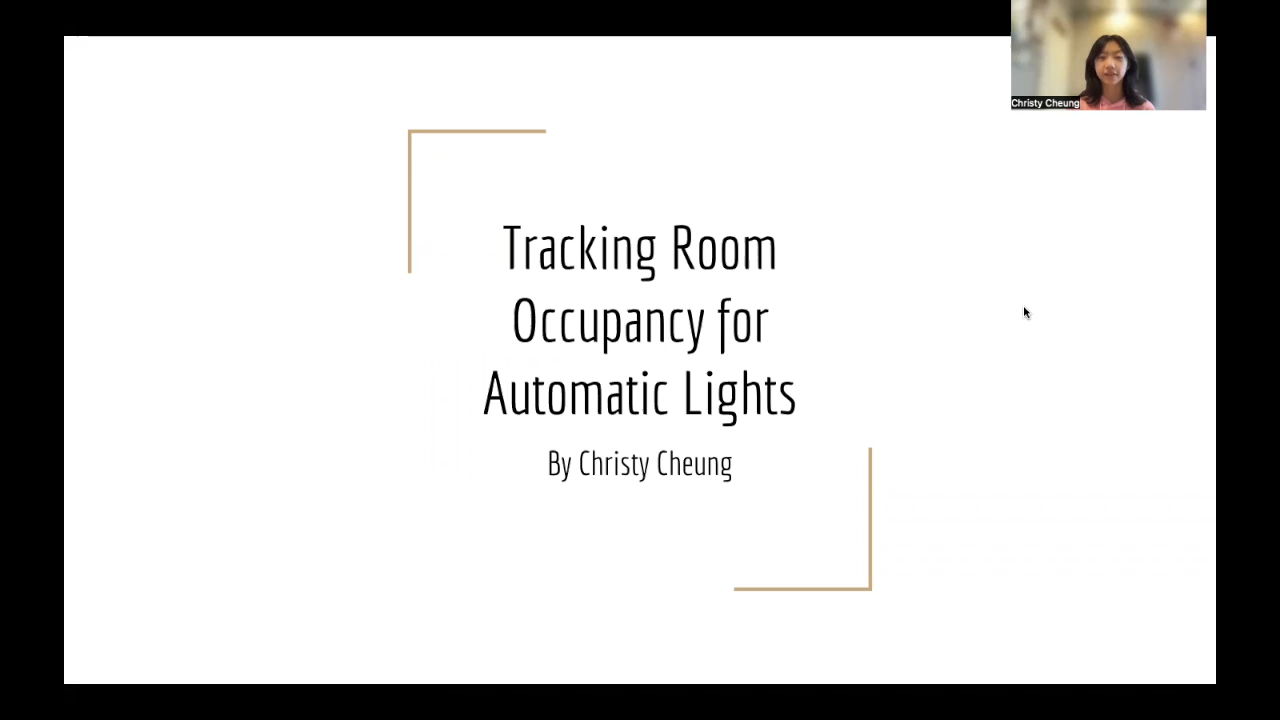 Christy Cheung
Tracking Room
Occupancy for
Automatic Lights
By Christy Cheung